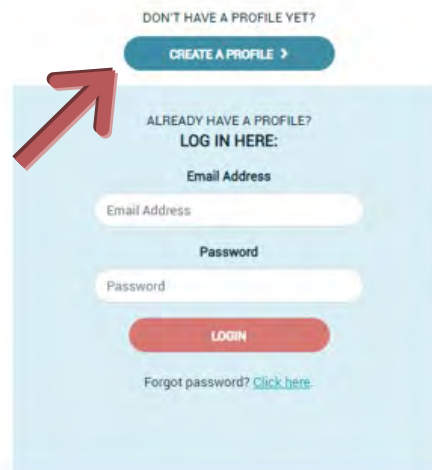 DON'T HAVE A PROFILE YET?
CREATE A PROFILE >
ALREADY HAVE A PROFILE?
LOG IN HERE:
Email Address
Email Address
Password
Password
LOGIN
Forgot password? Click here.